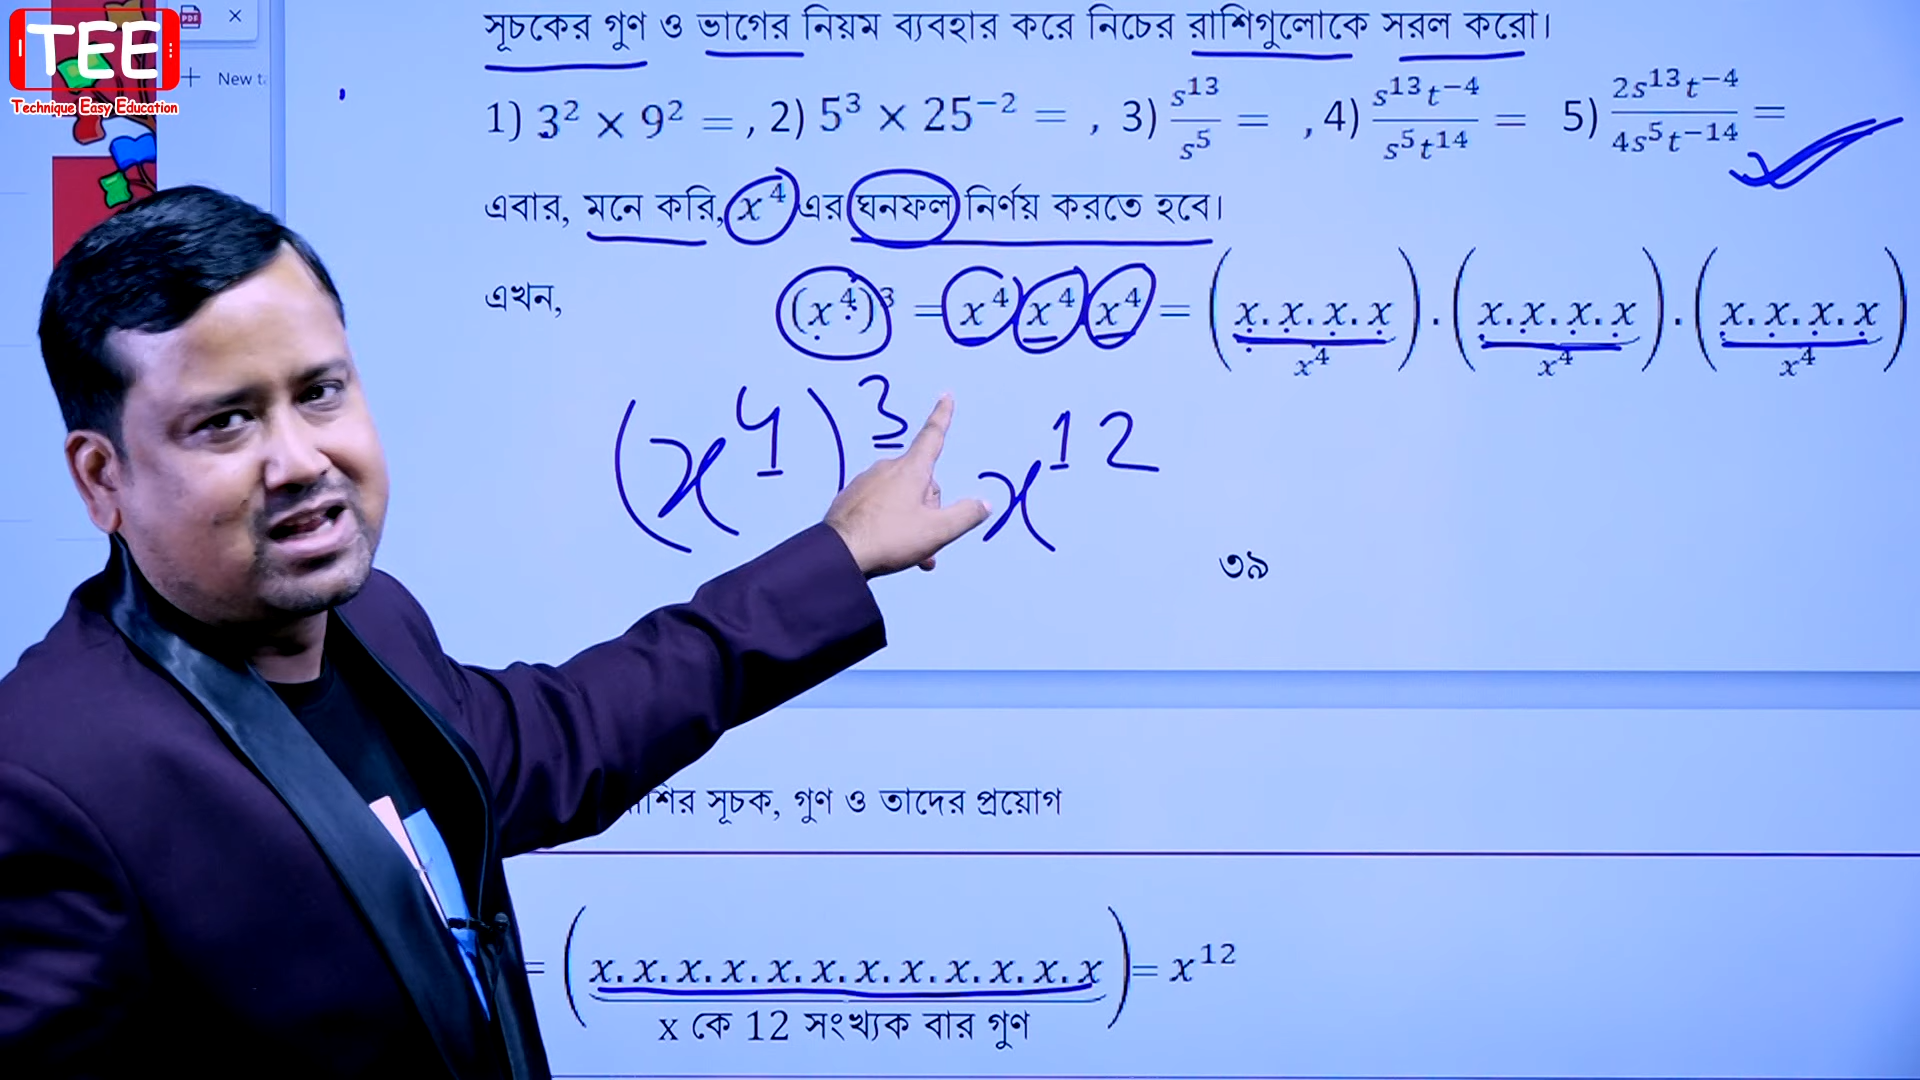 TEE
Technique Easy Education
PDF ×
+ New t
সূচকের গুণ ও ভাগের নিয়ম ব্যবহার করে নিচের রাশিগুলোকে সরল করো।
1) 3² × 9² = , 2) 5³ × 25⁻² = , 3) s¹³/s⁵ = , 4) s¹³t⁻⁴/s⁵t¹⁴ = 5) 2s¹³t⁻⁴/4s⁵t⁻¹⁴ =
এবার, মনে করি, x⁴ এর ঘনফল নির্ণয় করতে হবে।
এখন, (x⁴)³ = x⁴ x⁴ x⁴ = (x.x.x.x).(x.x.x.x).(x.x.x.x)
x⁴ x⁴ x⁴
(x⁴)³ x¹²
৩৯
সূচক, গুণ ও তাদের প্রয়োগ
= (x.x.x.x.x.x.x.x.x.x.x.x) = x¹²
x কে 12 সংখ্যক বার গুণ